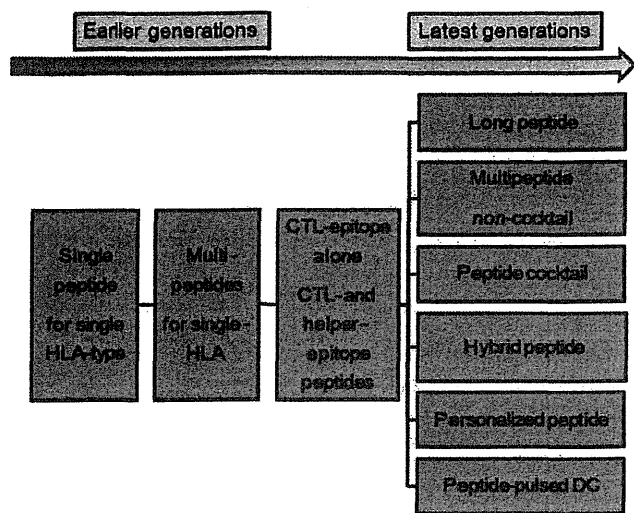 Earlier generations
Latest generations
Single
peptide
for single
HLA-type
Multi-
peptides
for single-
HLA
CTL-epitope
alone
CTL-and
helper-
epitope
peptides
Long peptide
Multipeptide
non-cocktail
Peptide cocktail
Hybrid peptide
Personalized peptide
Peptide-pulsed DC